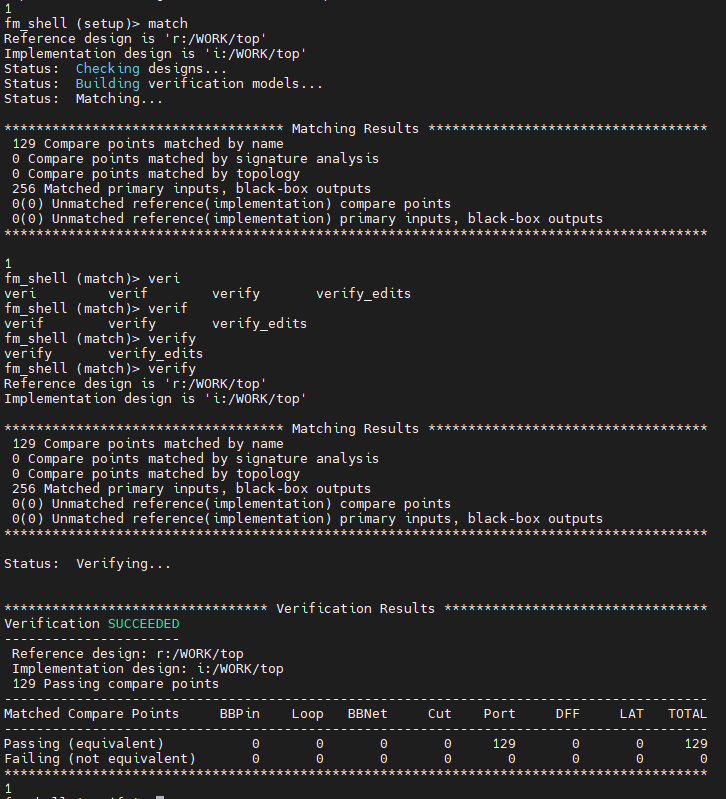 1
fm_shell (setup)> match
Reference design is 'r:/WORK/top'
Implementation design is 'i:/WORK/top'
Status:  Checking designs...
Status:  Building verification models...
Status:  Matching...
*********************************** Matching Results ***********************************
129 Compare points matched by name
0 Compare points matched by signature analysis
0 Compare points matched by topology
256 Matched primary inputs, black-box outputs
0(0) Unmatched reference(implementation) compare points
0(0) Unmatched reference(implementation) primary inputs, black-box outputs
****************************************************************************************
1
fm_shell (match)> veri
veri         verif        verify       verify_edits
fm_shell (match)> verif
verif        verify       verify_edits
fm_shell (match)> verify
verify       verify_edits
fm_shell (match)> verify
Reference design is 'r:/WORK/top'
Implementation design is 'i:/WORK/top'
*********************************** Matching Results ***********************************
129 Compare points matched by name
0 Compare points matched by signature analysis
0 Compare points matched by topology
256 Matched primary inputs, black-box outputs
0(0) Unmatched reference(implementation) compare points
0(0) Unmatched reference(implementation) primary inputs, black-box outputs
****************************************************************************************
Status:  Verifying...
********************************* Verification Results *********************************
Verification SUCCEEDED
----------------------
Reference design: r:/WORK/top
Implementation design: i:/WORK/top
129 Passing compare points
----------------------------------------------------------------------------------------
Matched Compare Points     BBPin    Loop   BBNet     Cut    Port     DFF     LAT   TOTAL
----------------------------------------------------------------------------------------
Passing (equivalent)           0       0       0       0     129       0       0     129
Failing (not equivalent)       0       0       0       0       0       0       0       0
****************************************************************************************
1